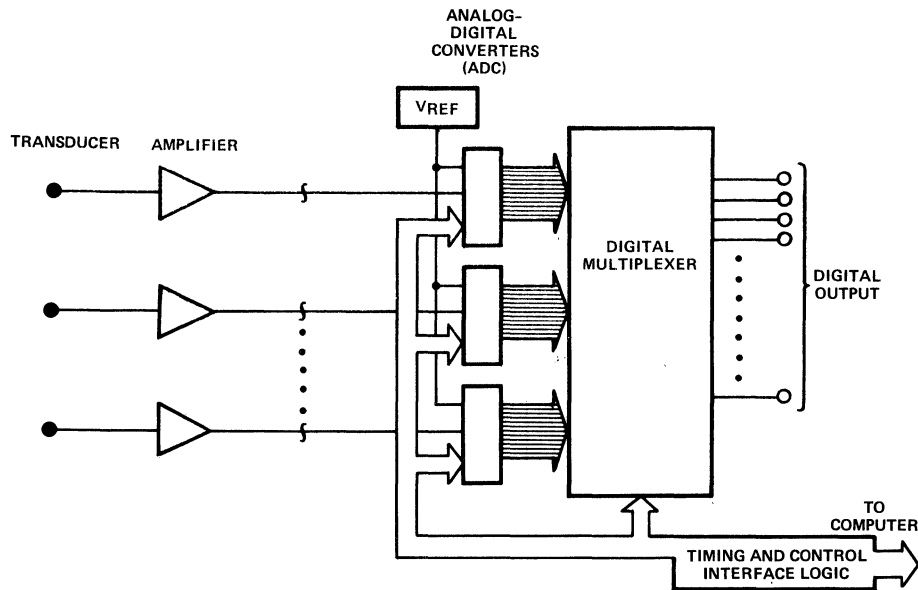 ANALOG-
DIGITAL
CONVERTERS
(ADC)
VREF
TRANSDUCER
AMPLIFIER
DIGITAL
MULTIPLEXER
DIGITAL
OUTPUT
TO
COMPUTER
TIMING AND CONTROL
INTERFACE LOGIC